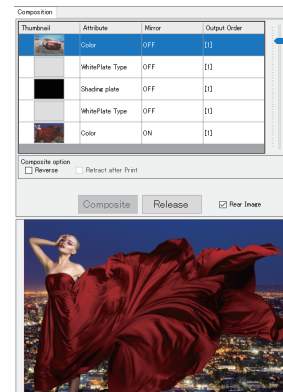 Composition
Thumbnail Attribute Mirror Output Order
Color OFF [1]
WhitePlate Type OFF [1]
Shading plate OFF [1]
WhitePlate Type OFF [1]
Color ON [1]
Composite option
Reverse Retract after Print
Composite Release Rear Image